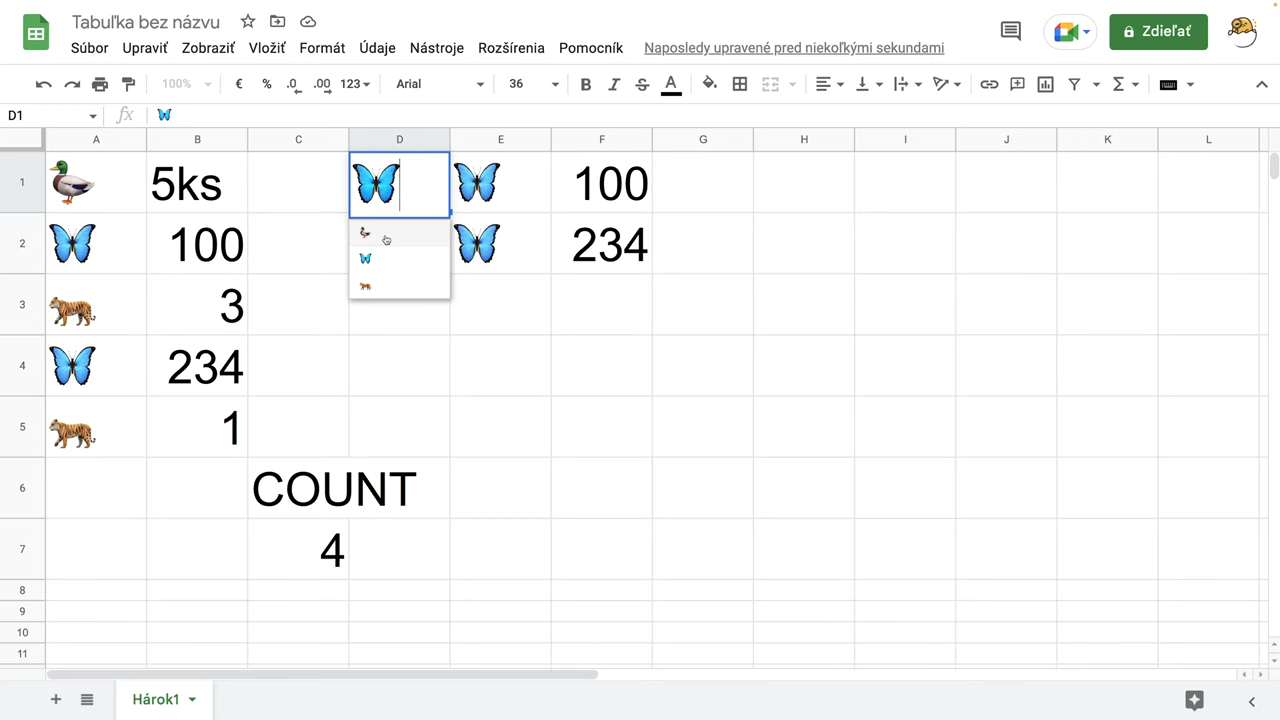 Tabuľka bez názvu
Súbor Upraviť Zobraziť Vložiť Formát Údaje Nástroje Rozšírenia Pomocník Naposledy upravené pred niekoľkými sekundami
Zdieľať
100% € % .0 .00 123 Arial 36 B I S A Σ
D1 fx 🦋
A B C D E F G H I J K L
1 🦆 5ks 🦋 🦋 100
2 🦋 100 🦆 🦋 234
🦋
3 🐅 3 🐅
4 🦋 234
5 🐅 1
6 COUNT
7 4
8
9
10
11
Hárok1